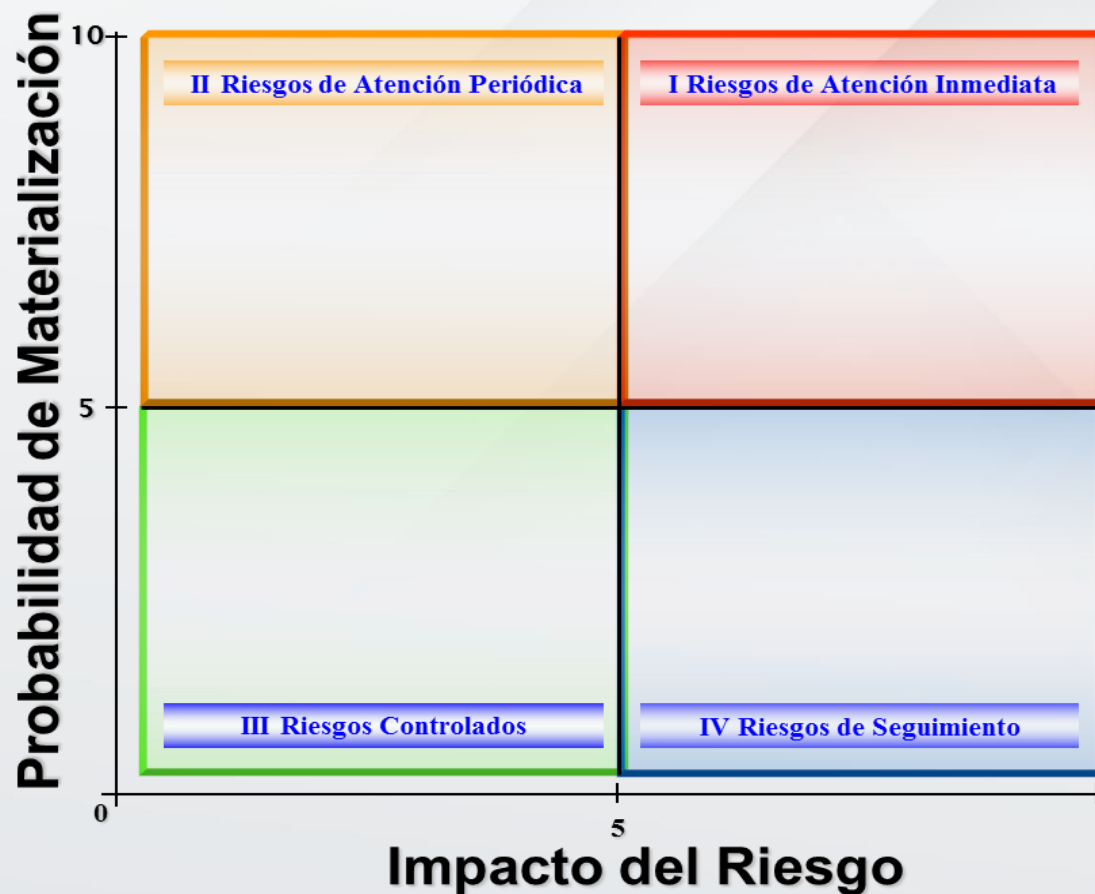 Probabilidad de Materialización
10
II Riesgos de Atención Periódica
I Riesgos de Atención Inmediata
5
III Riesgos Controlados
IV Riesgos de Seguimiento
0
5
Impacto del Riesgo